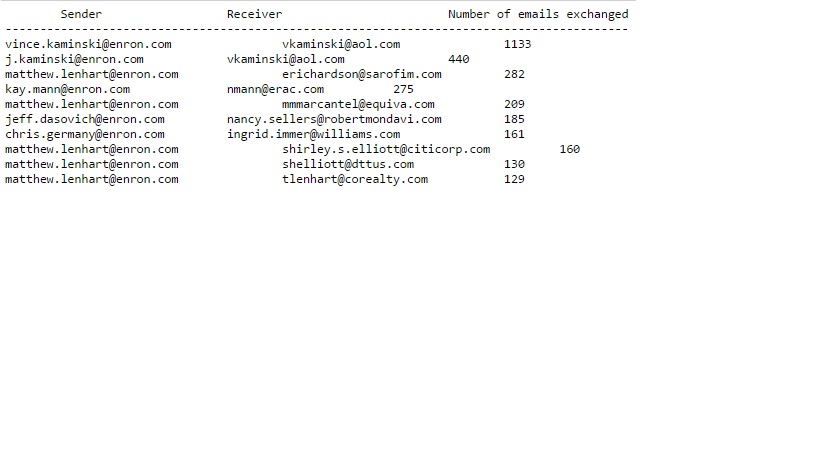 Sender Receiver Number of emails exchanged
-----------------------------------------------------------------------------------------
vince.kaminski@enron.com vkaminski@aol.com 1133
j.kaminski@enron.com vkaminski@aol.com 440
matthew.lenhart@enron.com erichardson@sarofim.com 282
kay.mann@enron.com nmann@erac.com 275
matthew.lenhart@enron.com mmmarcantel@equiva.com 209
jeff.dasovich@enron.com nancy.sellers@robertmondavi.com 185
chris.germany@enron.com ingrid.immer@williams.com 161
matthew.lenhart@enron.com shirley.s.elliott@citicorp.com 160
matthew.lenhart@enron.com shelliott@dttus.com 130
matthew.lenhart@enron.com tlenhart@corealty.com 129